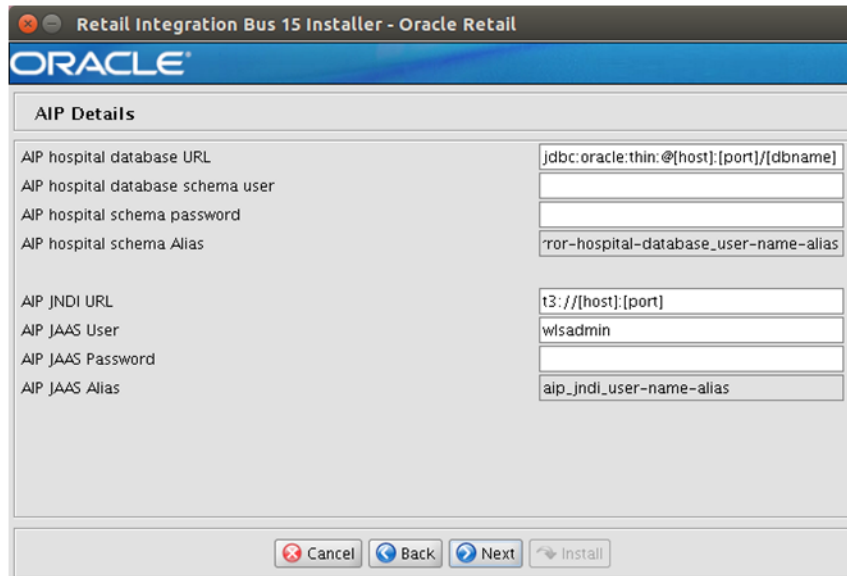 Retail Integration Bus 15 Installer - Oracle Retail
ORACLE®
AIP Details
AIP hospital database URL jdbc:oracle:thin:@[host]:[port]/[dbname]
AIP hospital database schema user
AIP hospital schema password
AIP hospital schema Alias ror-hospital-database_user-name-alias
AIP JNDI URL t3://[host]:[port]
AIP JAAS User wlsadmin
AIP JAAS Password
AIP JAAS Alias aip_jndi_user-name-alias
Cancel Back Next Install